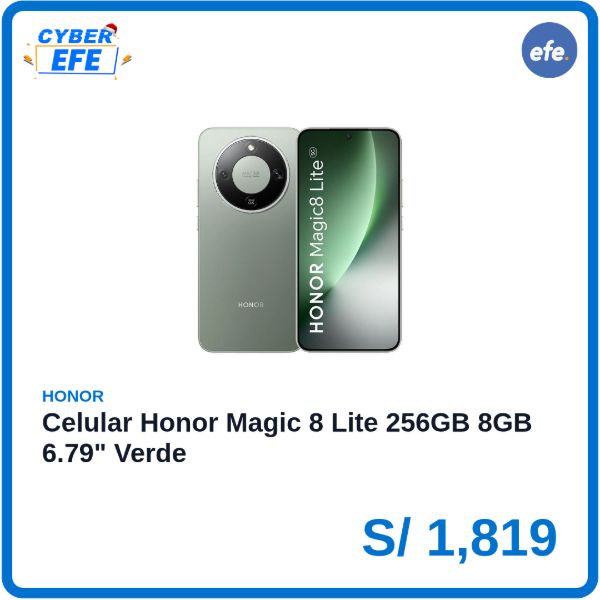 CYBER
EFE
efe.
HONOR Magic8 Lite 5G
HONOR
HONOR
Celular Honor Magic 8 Lite 256GB 8GB
6.79" Verde
S/ 1,819